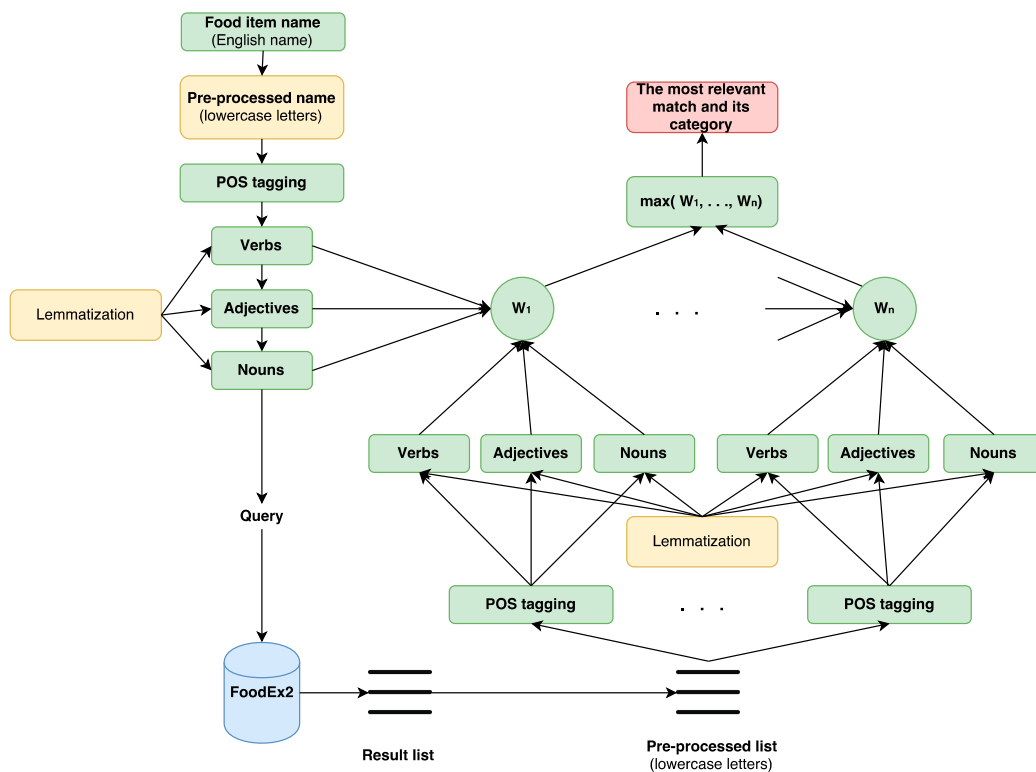 Food item name
(English name)
Pre-processed name
(lowercase letters)
The most relevant
match and its
category
POS tagging
max( W1, . . ., Wn)
Verbs
Lemmatization
Adjectives
W1
. . .
Wn
Nouns
Verbs
Adjectives
Nouns
Verbs
Adjectives
Nouns
Query
Lemmatization
POS tagging
. . .
POS tagging
FoodEx2
Result list
Pre-processed list
(lowercase letters)